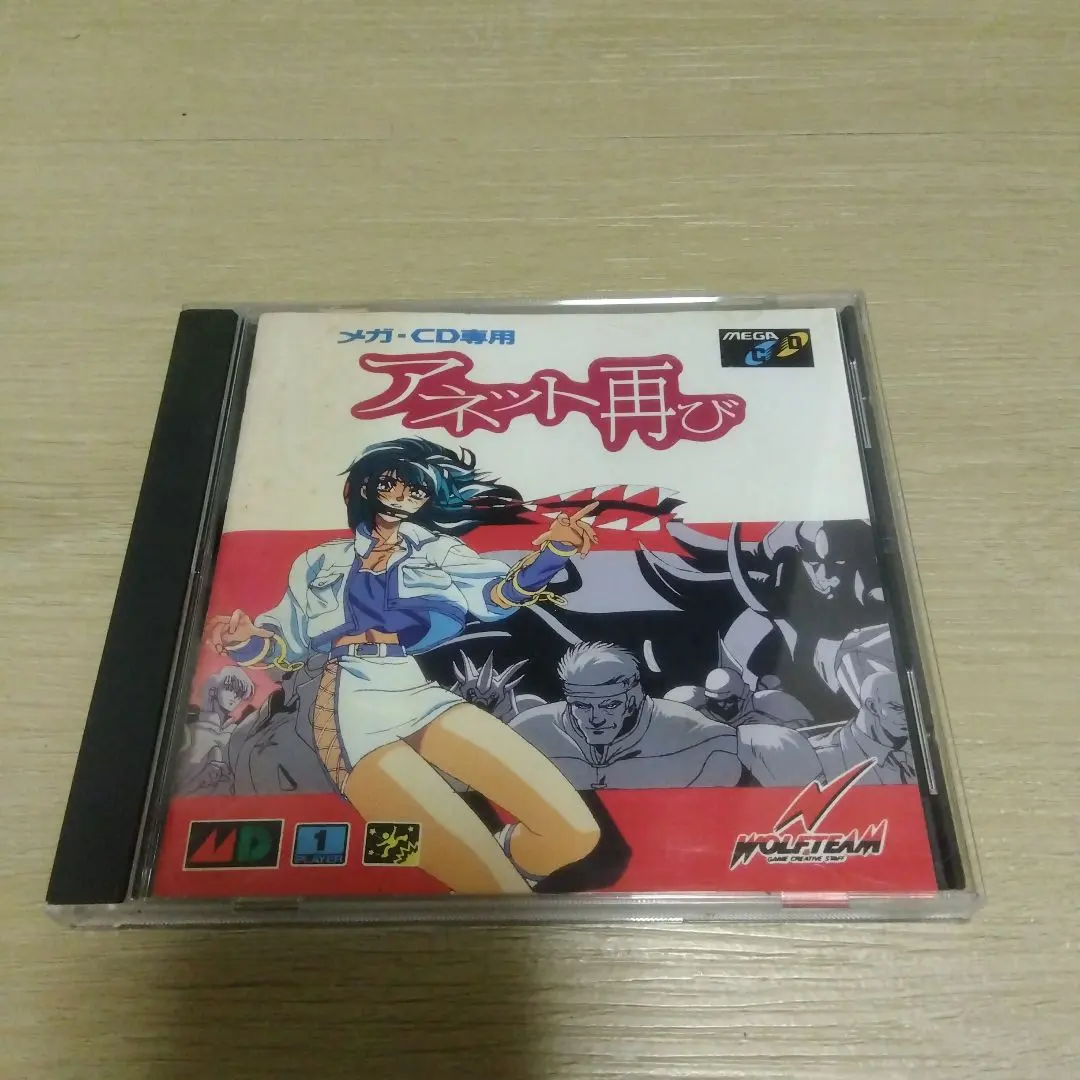 メガ-CD専用
MEGA
CD
アネット再び
MD
1
PLAYER
WOLFTEAM
GAME CREATIVE STAFF